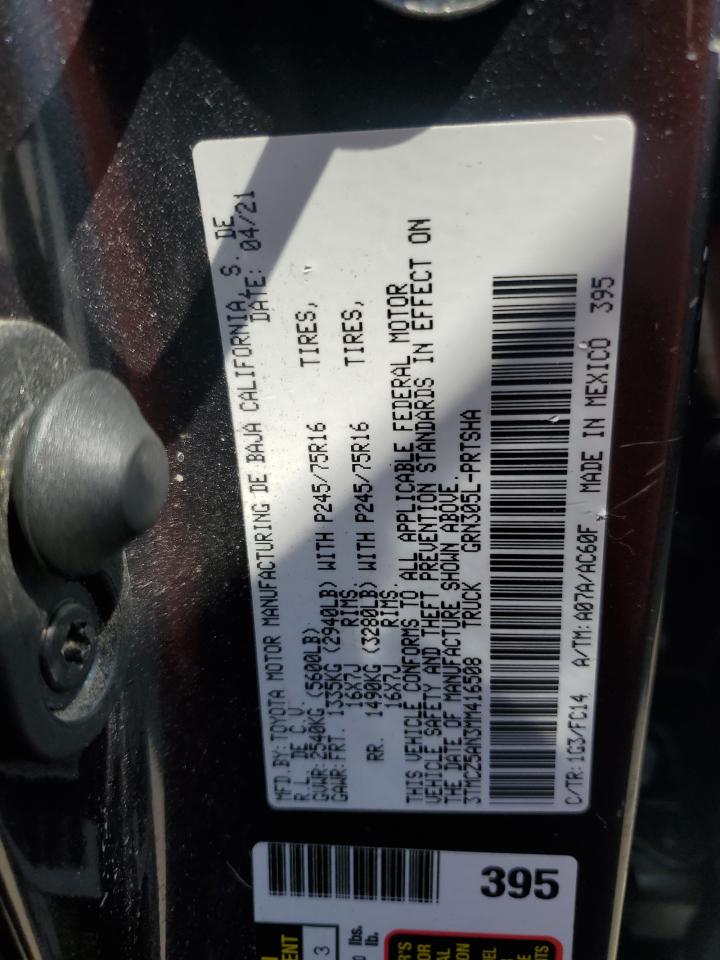 MFD.BY:TOYOTA MOTOR MANUFACTURING DE BAJA CALIFORNIA, S. DE
R.L. DE C.V. DATE: 04/21
GVWR:2540KG (5600LB)
GAWR:FRT. 1335KG (2940LB) WITH P245/75R16 TIRES,
16X7J RIMS
RR. 1490KG (3280LB) WITH P245/75R16 TIRES,
16X7J RIMS
THIS VEHICLE CONFORMS TO ALL APPLICABLE FEDERAL MOTOR
VEHICLE SAFETY AND THEFT PREVENTION STANDARDS IN EFFECT ON
THE DATE OF MANUFACTURE SHOWN ABOVE.
3TMCZ5AN3MM416508 TRUCK GRN305L-PRTSHA
C/TR:1G3/FC14 A/TM:A07A/AC60F MADE IN MEXICO 395
395
3
lbs.
lb.